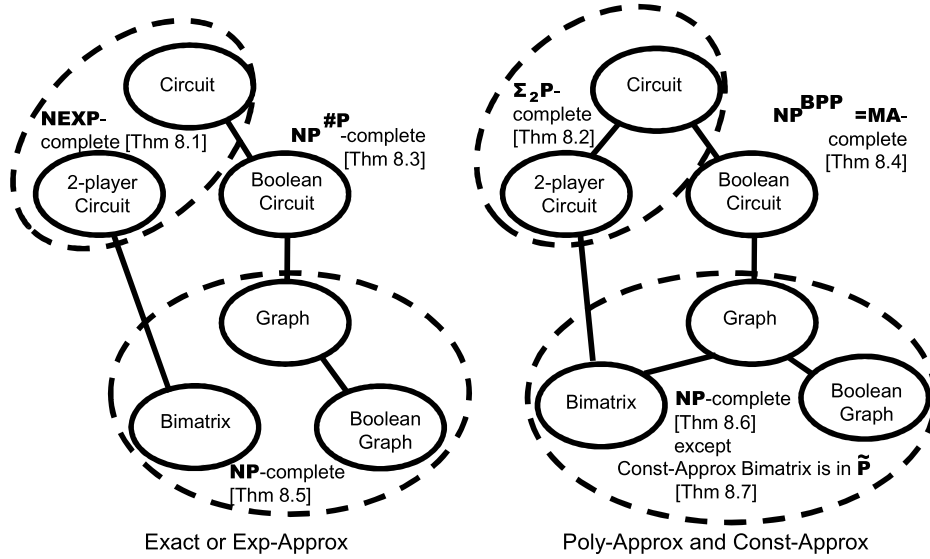 Circuit
NEXP-
complete [Thm 8.1]
NP#P
-complete
[Thm 8.3]
2-player
Circuit
Boolean
Circuit
Graph
Bimatrix
Boolean
Graph
NP-complete
[Thm 8.5]
Exact or Exp-Approx
Circuit
Σ₂P-
complete
[Thm 8.2]
NPBPP =MA-
complete
[Thm 8.4]
2-player
Circuit
Boolean
Circuit
Graph
Bimatrix
Boolean
Graph
NP-complete
[Thm 8.6]
except
Const-Approx Bimatrix is in P̃
[Thm 8.7]
Poly-Approx and Const-Approx